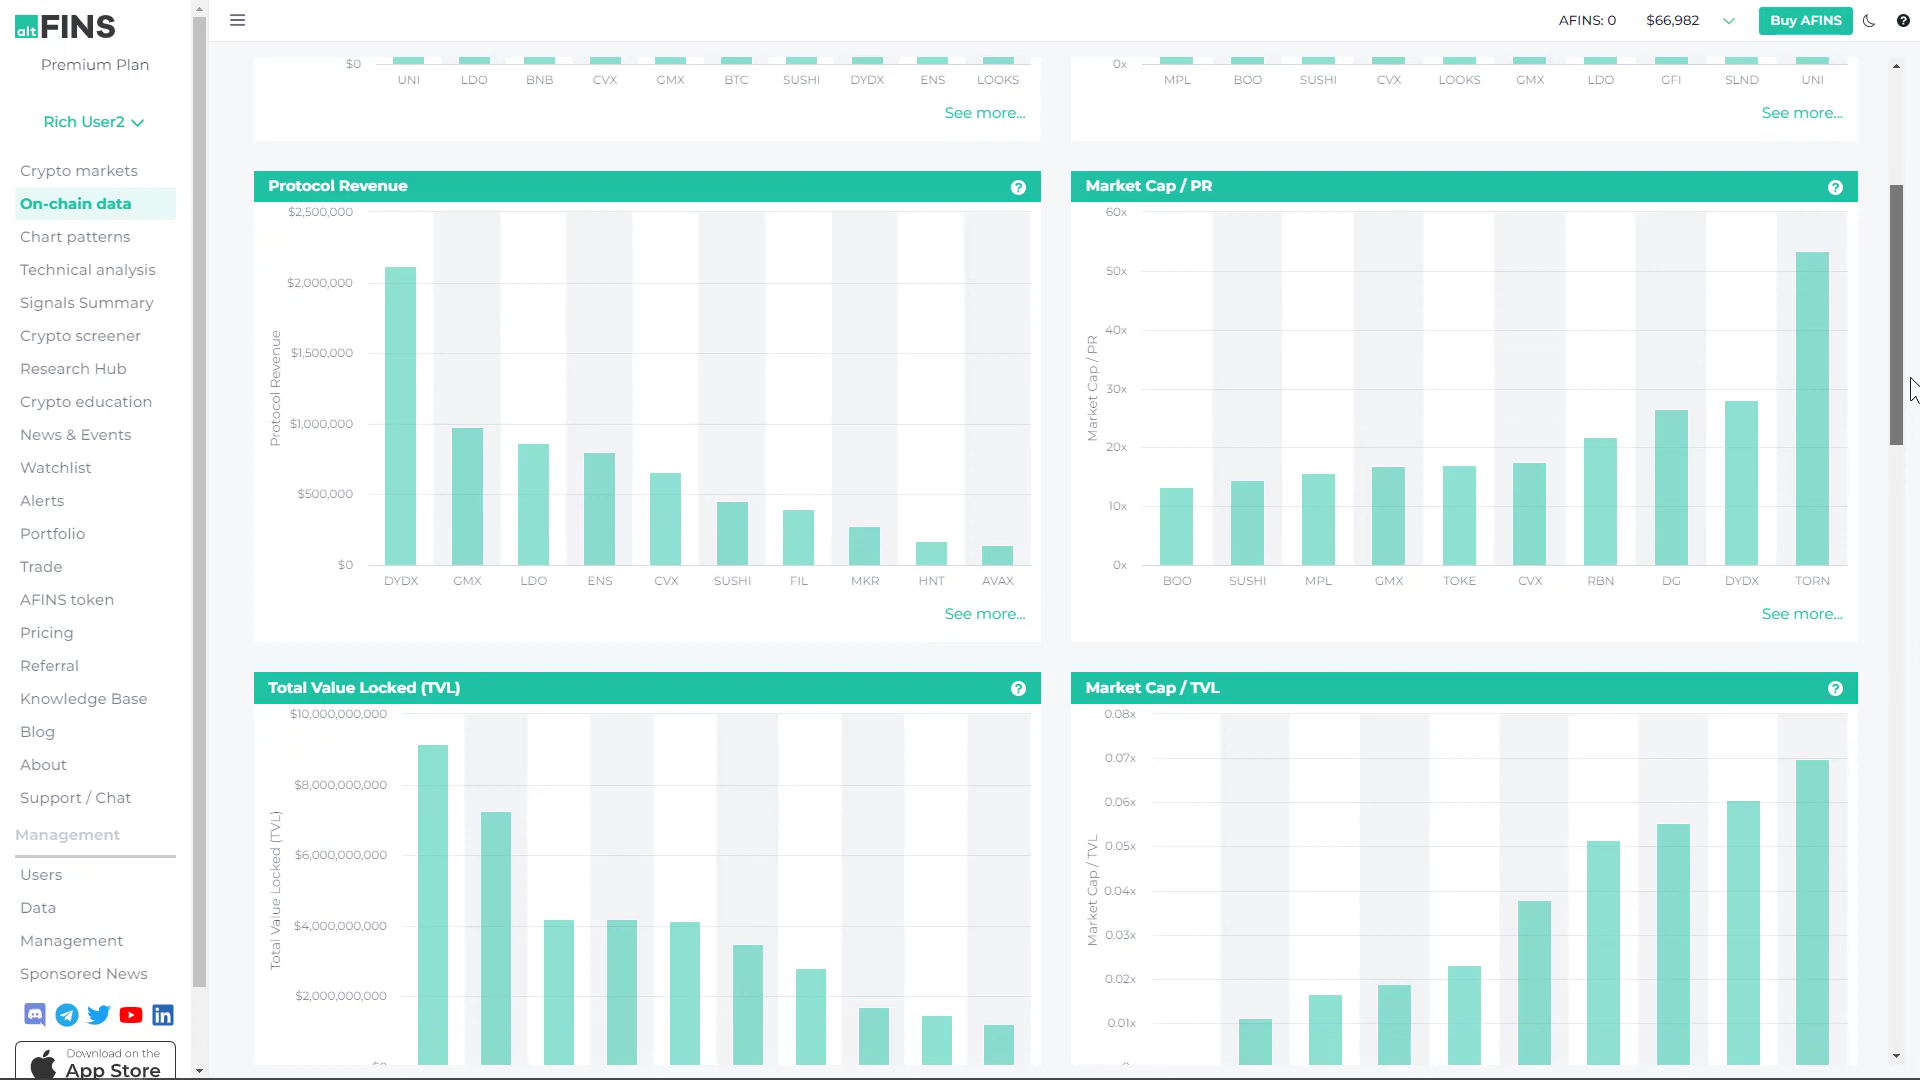 alt FINS
Premium Plan
Rich User2
Crypto markets
On-chain data
Chart patterns
Technical analysis
Signals Summary
Crypto screener
Research Hub
Crypto education
News & Events
Watchlist
Alerts
Portfolio
Trade
AFINS token
Pricing
Referral
Knowledge Base
Blog
About
Support / Chat
Management
Users
Data
Management
Sponsored News
Download on the
App Store
AFINS: 0 $66,982 Buy AFINS
$0
UNI LDO BNB CVX GMX BTC SUSHI DYDX ENS LOOKS
See more...
0x
MPL BOO SUSHI CVX LOOKS GMX LDO GFI SLND UNI
See more...
Protocol Revenue
Protocol Revenue
$2,500,000
$2,000,000
$1,500,000
$1,000,000
$500,000
$0
DYDX GMX LDO ENS CVX SUSHI FIL MKR HNT AVAX
See more...
Market Cap / PR
Market Cap / PR
60x
50x
40x
30x
20x
10x
0x
BOO SUSHI MPL GMX TOKE CVX RBN DG DYDX TORN
See more...
Total Value Locked (TVL)
Total Value Locked (TVL)
$10,000,000,000
$8,000,000,000
$6,000,000,000
$4,000,000,000
$2,000,000,000
Market Cap / TVL
Market Cap / TVL
0.08x
0.07x
0.06x
0.05x
0.04x
0.03x
0.02x
0.01x